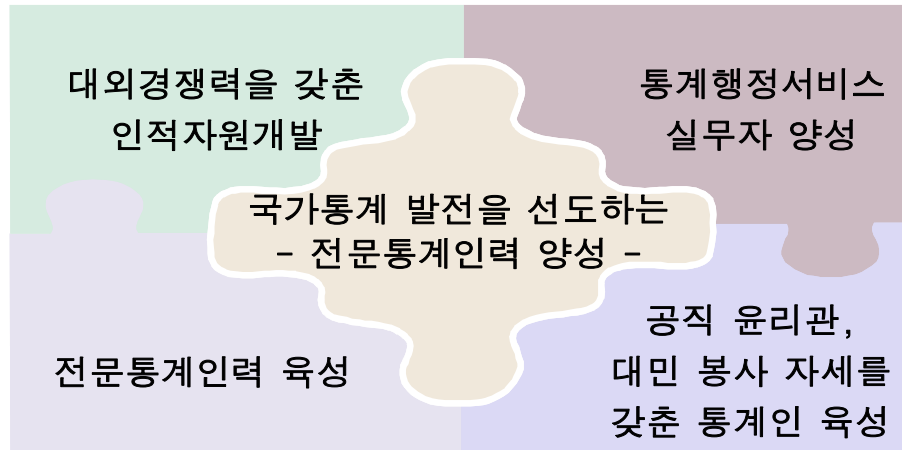 대외경쟁력을 갖춘
인적자원개발
통계행정서비스
실무자 양성
국가통계 발전을 선도하는
- 전문통계인력 양성 -
전문통계인력 육성
공직 윤리관,
대민 봉사 자세를
갖춘 통계인 육성